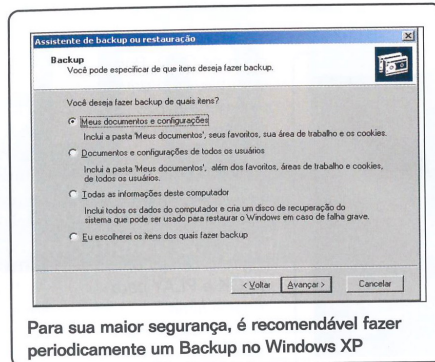 Assistente de backup ou restauração
Backup
Você pode especificar de que itens deseja fazer backup.
Você deseja fazer backup de quais itens?
Meus documentos e configurações
Inclui a pasta 'Meus documentos', seus favoritos, sua área de trabalho e os cookies.
Documentos e configurações de todos os usuários
Inclui a pasta 'Meus documentos', além dos favoritos, áreas de trabalho e cookies,
de todos os usuários.
Todas as informações deste computador
Inclui todos os dados do computador e cria um disco de recuperação do
sistema que pode ser usado para restaurar o Windows em caso de falha grave.
Eu escolherei os itens dos quais fazer backup
< Voltar Avançar > Cancelar
Para sua maior segurança, é recomendável fazer
periodicamente um Backup no Windows XP